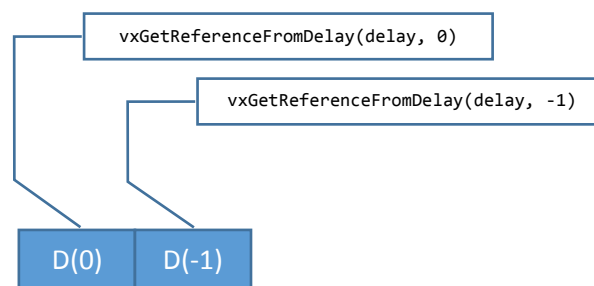 vxGetReferenceFromDelay(delay, 0)
vxGetReferenceFromDelay(delay, -1)
D(0) D(-1)